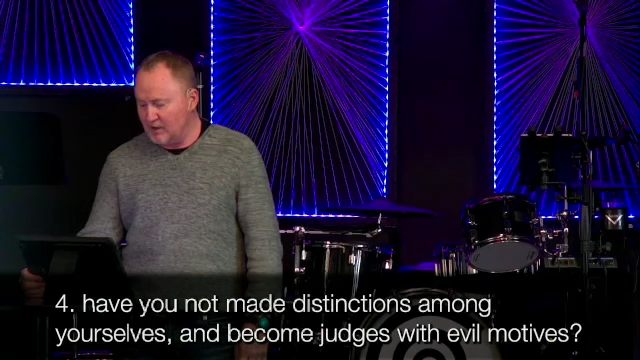 4. have you not made distinctions among
yourselves, and become judges with evil motives?